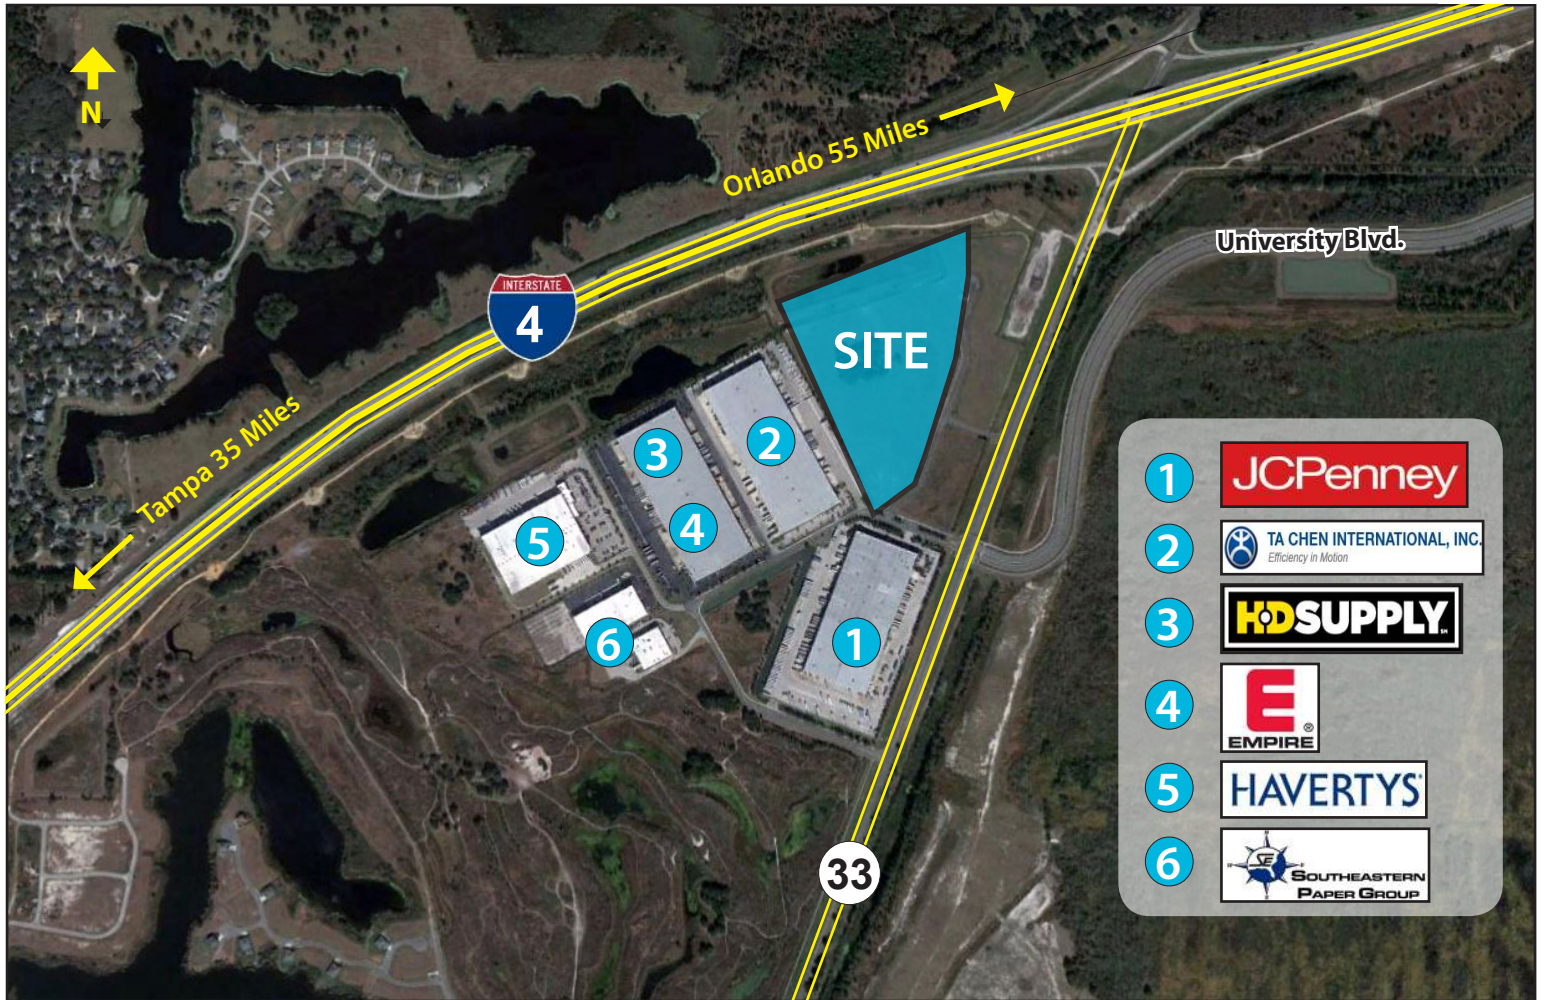 N
Orlando 55 Miles
University Blvd.
INTERSTATE
4
SITE
Tampa 35 Miles
3
2
4
5
1
6
33
1
JCPenney
2
TA CHEN INTERNATIONAL, INC.
Efficiency in Motion
3
HD SUPPLY
4
E
EMPIRE
®
5
HAVERTYS
6
SE
SOUTHEASTERN
PAPER GROUP